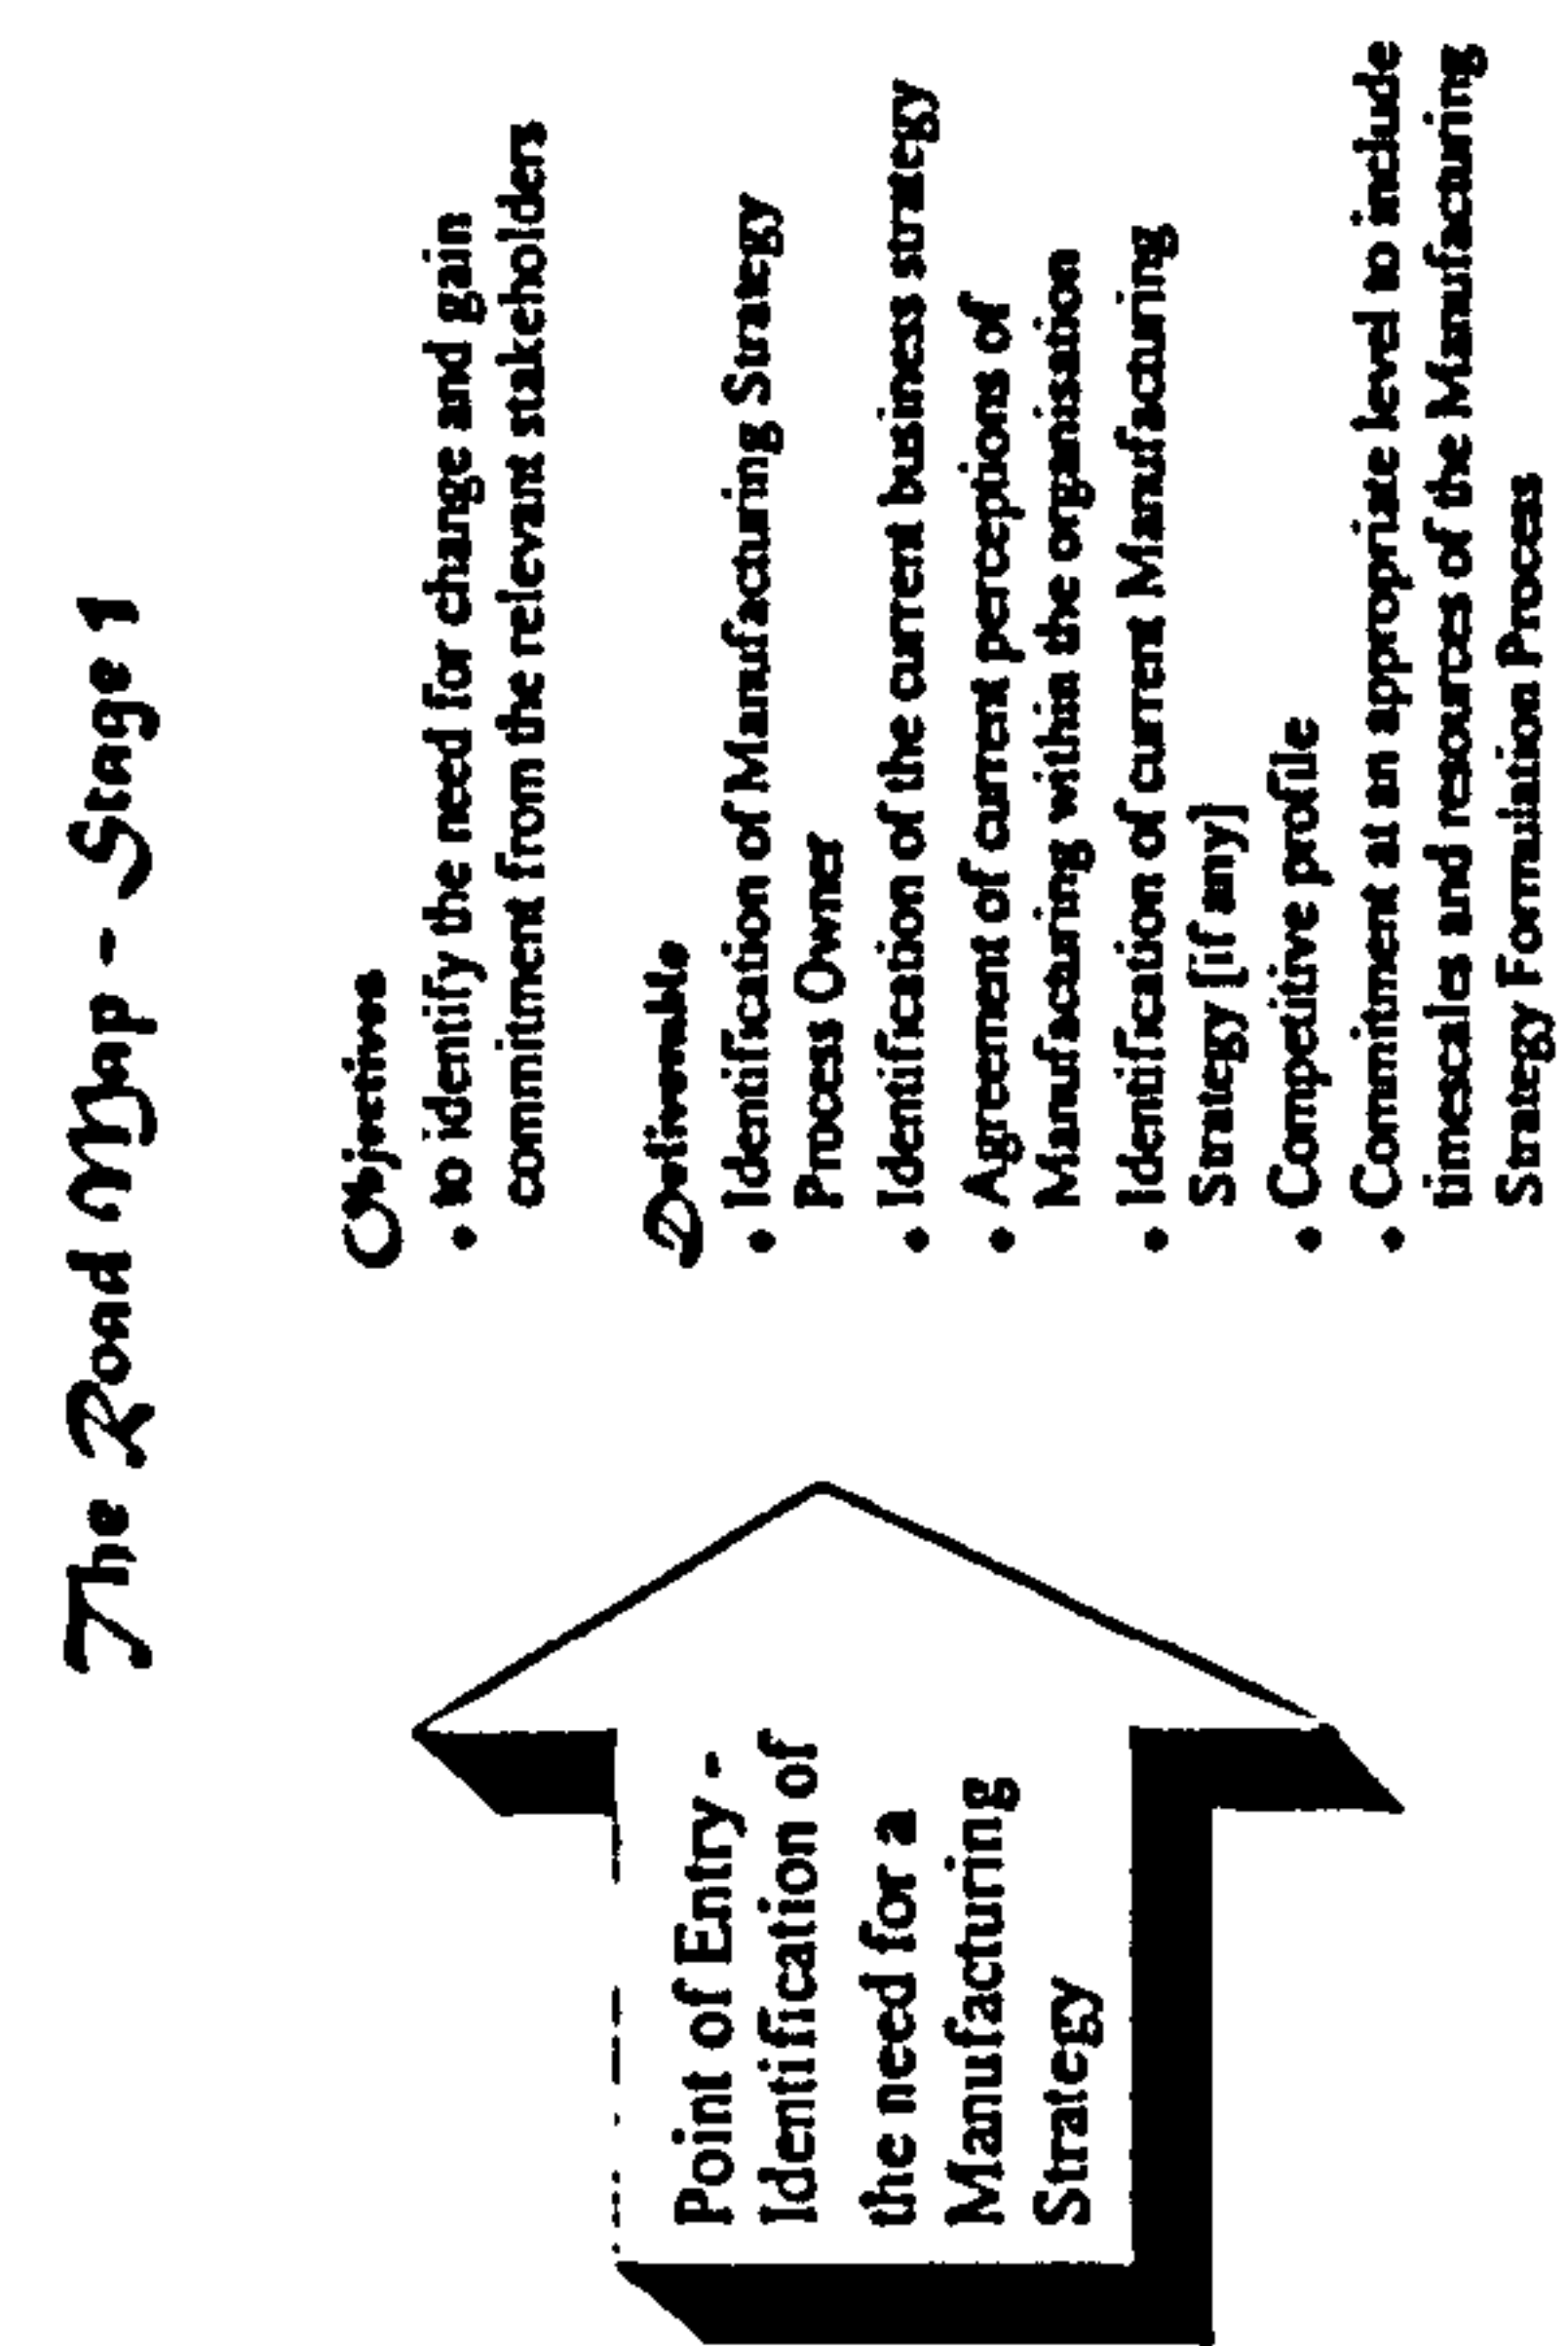 The Road Map - Stage 1
Point of Entry -
Identification of
the need for a
Manufacturing
Strategy
Objectives
• to identify the need for change and gain
commitment from the relevant stakeholders
Deliverable
• Identification of Manufacturing Strategy
Process Owner
• Identification of the current business strategy
• Agreement of current perceptions of
Manufacturing within the organisation
• Identification of current Manufacturing
Strategy [if any]
• Competitive profile
• Commitment at an appropriate level to include
timescales and resources of the Manufacturing
Strategy Formulation Process